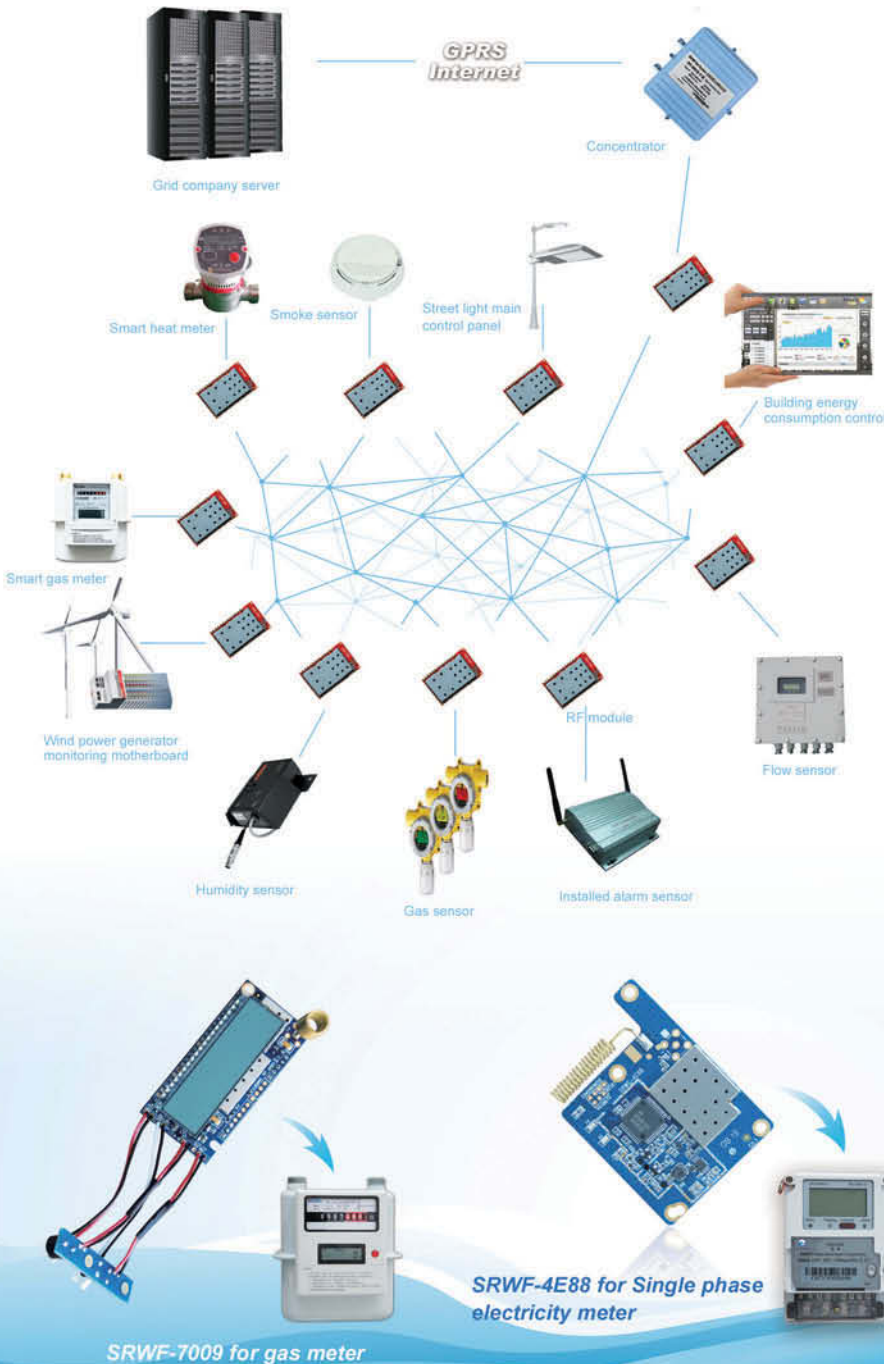 GPRS
Internet
Concentrator
Grid company server
Smart heat meter
Smoke sensor
Street light main
control panel
Building energy
consumption control
Smart gas meter
Wind power generator
monitoring motherboard
RF module
Flow sensor
Humidity sensor
Gas sensor
Installed alarm sensor
SRWF-4E88 for Single phase
electricity meter
SRWF-7009 for gas meter